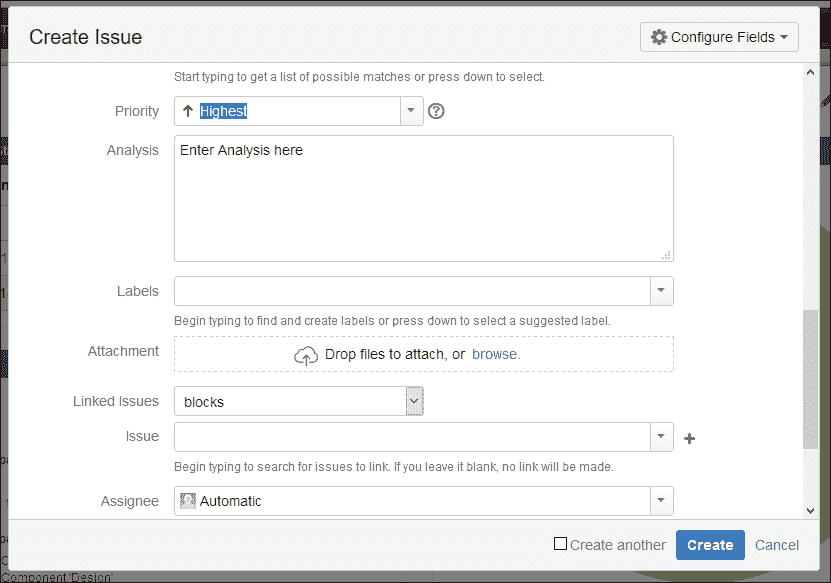 Create Issue
Configure Fields
Start typing to get a list of possible matches or press down to select.
Priority
Highest
Analysis
Enter Analysis here
Labels
Begin typing to find and create labels or press down to select a suggested label.
Attachment
Drop files to attach, or browse.
Linked Issues
blocks
Issue
Begin typing to search for issues to link. If you leave it blank, no link will be made.
Assignee
Automatic
Create another
Create
Cancel
Component 'Design'